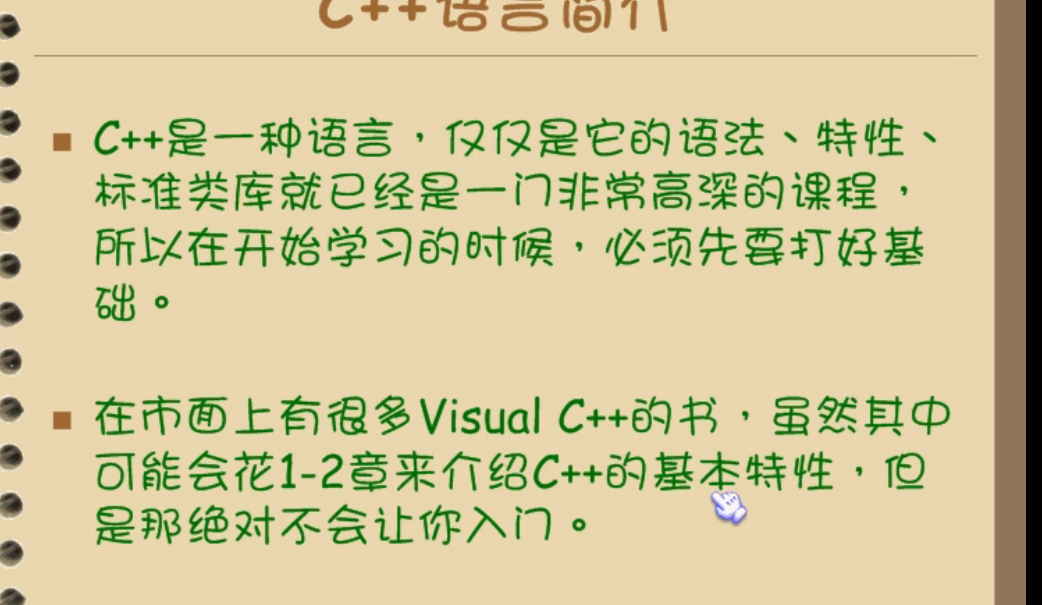 C++语言简介
C++是一种语言，仅仅是它的语法、特性、
标准类库就已经是一门非常高深的课程，
所以在开始学习的时候，必须先要打好基
础。
在市面上有很多Visual C++的书，虽然其中
可能会花1-2章来介绍C++的基本特性，但
是那绝对不会让你入门。